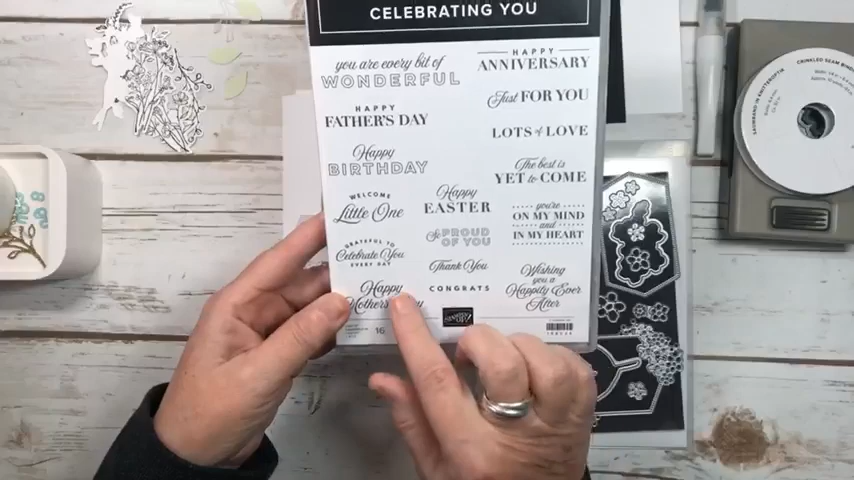 CELEBRATING YOU
you are every bit of
WONDERFUL
HAPPY
ANNIVERSARY
HAPPY
FATHER'S DAY
Just FOR YOU
LOTS of LOVE
Happy
BIRTHDAY
The best is
YET to COME
WELCOME
Little One
Happy
EASTER
you're
ON MY MIND
and
IN MY HEART
GRATEFUL TO
Celebrate You
EVERY DAY
So PROUD
OF YOU
Thank You
Happy
CONGRATS
Wishing you
a
Happily Ever
After
16
CRINKLED SEAM BINDING